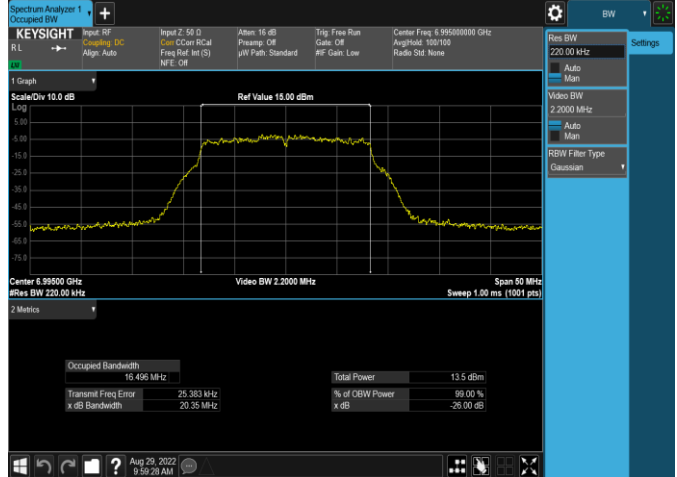 Spectrum Analyzer 1
Occupied BW
KEYSIGHT
R L
LV
Input: RF
Coupling: DC
Align: Auto
Input Z: 50 Ω
Corr CCorr RCal
Freq Ref: Int (S)
NFE: Off
Atten: 16 dB
Preamp: Off
µW Path: Standard
Trig: Free Run
Gate: Off
#IF Gain: Low
Center Freq: 6.995000000 GHz
Avg|Hold: 100/100
Radio Std: None
1 Graph
Scale/Div 10.0 dB
Ref Value 15.00 dBm
Log
5.00
-5.00
-15.0
-25.0
-35.0
-45.0
-55.0
-65.0
-75.0
Center 6.99500 GHz
Video BW 2.2000 MHz
Span 50 MHz
#Res BW 220.00 kHz
Sweep 1.00 ms (1001 pts)
2 Metrics
Occupied Bandwidth
16.496 MHz
Total Power 13.5 dBm
Transmit Freq Error 25.383 kHz
% of OBW Power 99.00 %
x dB Bandwidth 20.35 MHz
x dB -26.00 dB
Aug 29, 2022
9:59:28 AM
BW
Settings
Res BW
220.00 kHz
Auto
Man
Video BW
2.2000 MHz
Auto
Man
RBW Filter Type
Gaussian